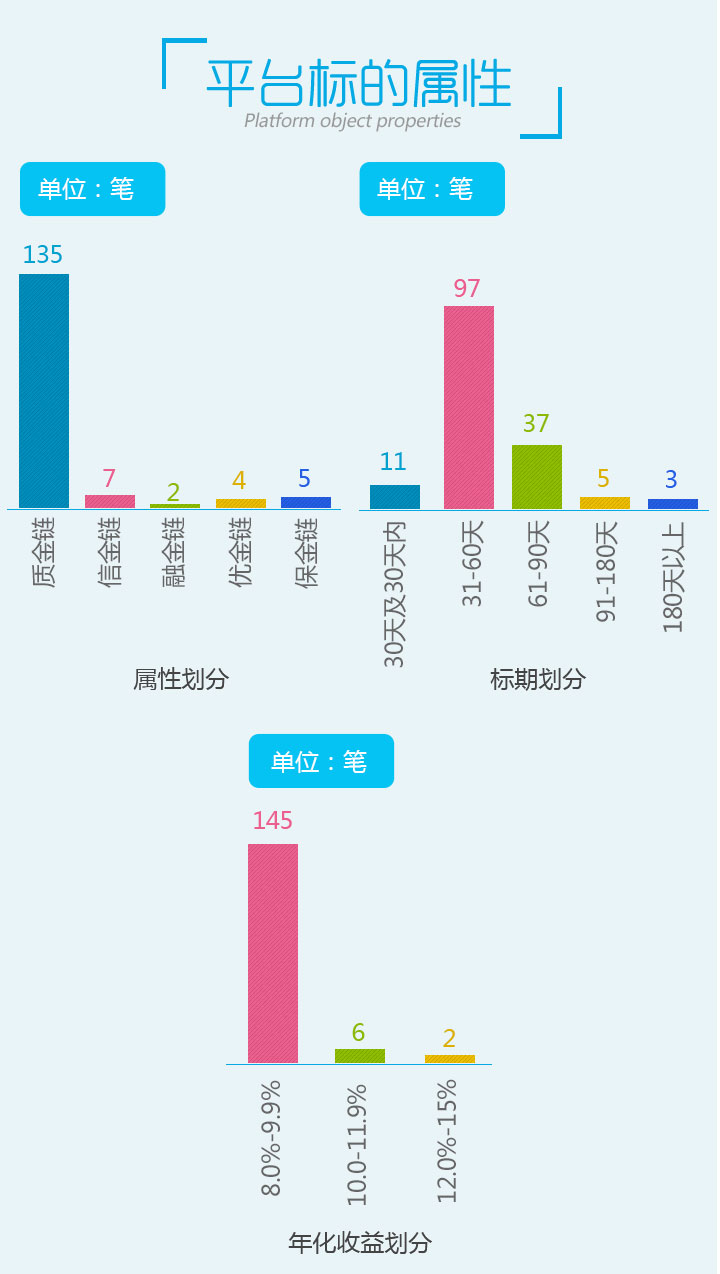 平台标的属性
Platform object properties
单位：笔
135
7
2
4
5
质金链
信金链
融金链
优金链
保金链
属性划分
单位：笔
11
97
37
5
3
30天及30天内
31-60天
61-90天
91-180天
180天以上
标期划分
单位：笔
145
6
2
8.0%-9.9%
10.0-11.9%
12.0%-15%
年化收益划分